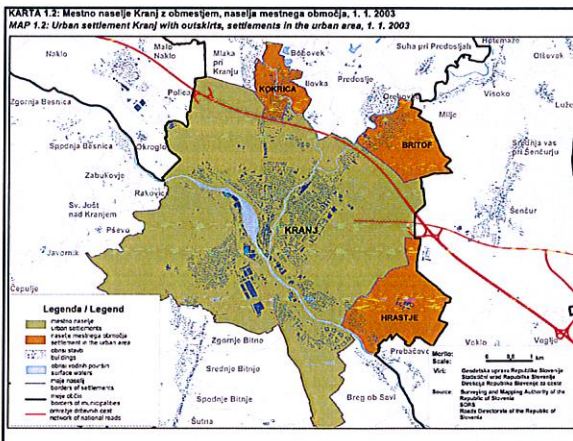 KARTA 1.2: Mestno naselje Kranj z obmestjem, naselja mestnega območja, 1. 1. 2003
MAP 1.2: Urban settlement Kranj with outskirts, settlements in the urban area, 1. 1. 2003
Naklo
Malo
Naklo
Mlaka
pri
Kranju
Bobovek
Suha pri Predosljah
Hotemaže
Olševek
KOKRICA
Ilovka
Predoslje
Visoko
Polica
Orehovlje
Luže
Zgornja Besnica
Milje
BRITOF
Spodnja Besnica
Okroglo
Srednja vas
pri Šenčurju
Zabukovje
Rakovica
Sv. Jošt
nad Kranjem
Šenčur
Pševo
KRANJ
Javornik
Čepulje
HRASTJE
Legenda / Legend
mestno naselje
urban settlements
naselje mestnega območja
settlement in the urban area
obrisi stavb
buildings
obrisi vodnih površin
surface waters
meje naselij
borders of settlements
meje občin
borders of municipalities
omrežje državnih cest
network of national roads
Zgornje Bitno
Srednje Bitnje
Spodnje Bitnje
Šutna
Prebačevo
Breg ob Savi
Voklo
Voglje
Merilo:
Scale:
0 0,5 1 km
Viri:
Geodetska uprava Republike Slovenije
Statistični urad Republike Slovenije
Direkcija Republike Slovenije za ceste
Source:
Surveying and Mapping Authority of the
Republic of Slovenia
SORS
Roads Directorate of the Republic of
Slovenia